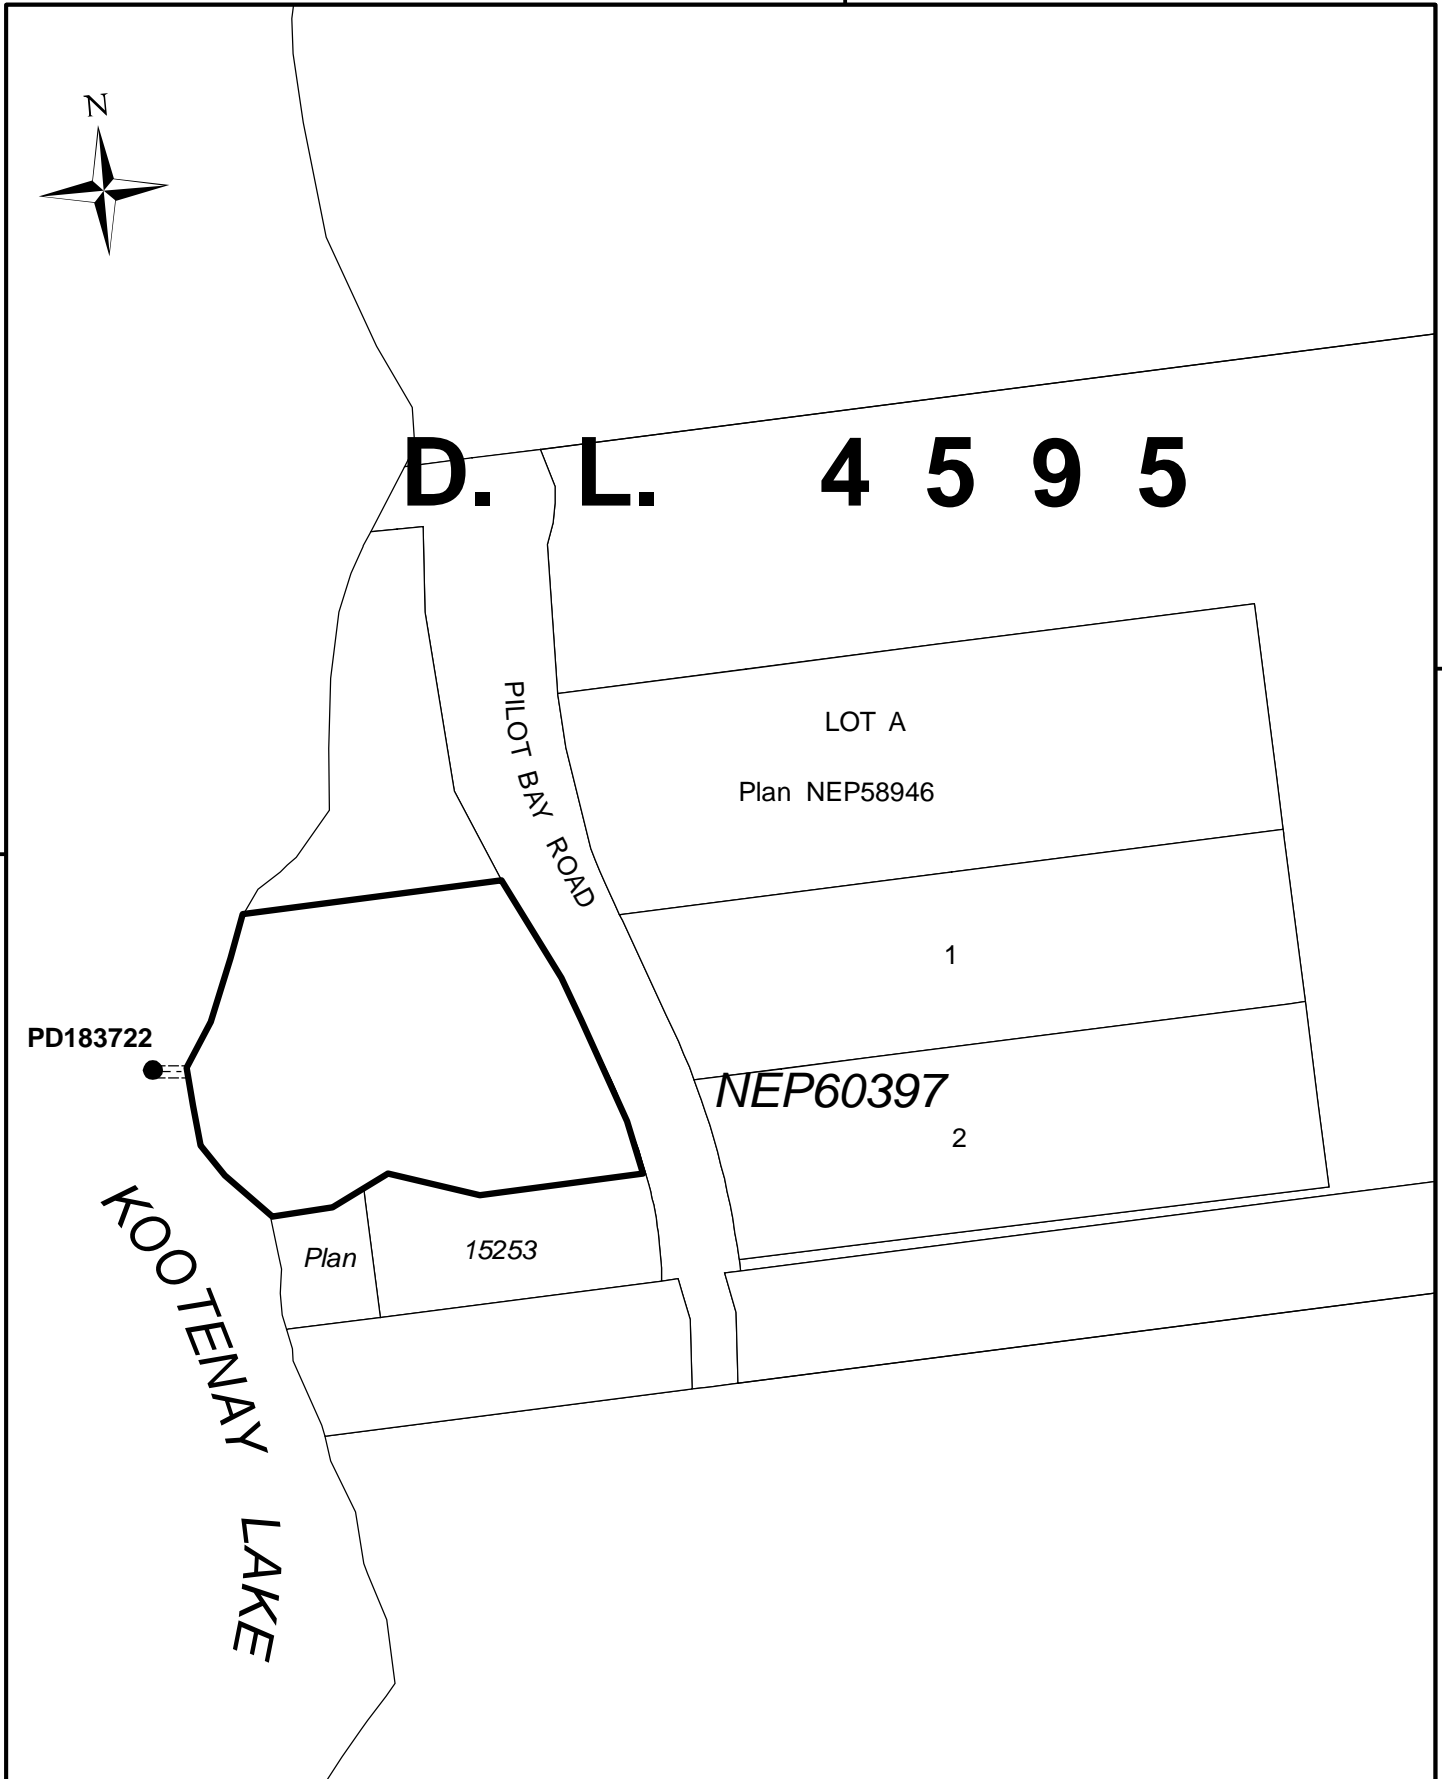 N
D. L. 4 5 9 5
PILOT BAY ROAD
LOT A
Plan NEP58946
1
PD183722
NEP60397
2
Plan 15253
KOOTENAY LAKE